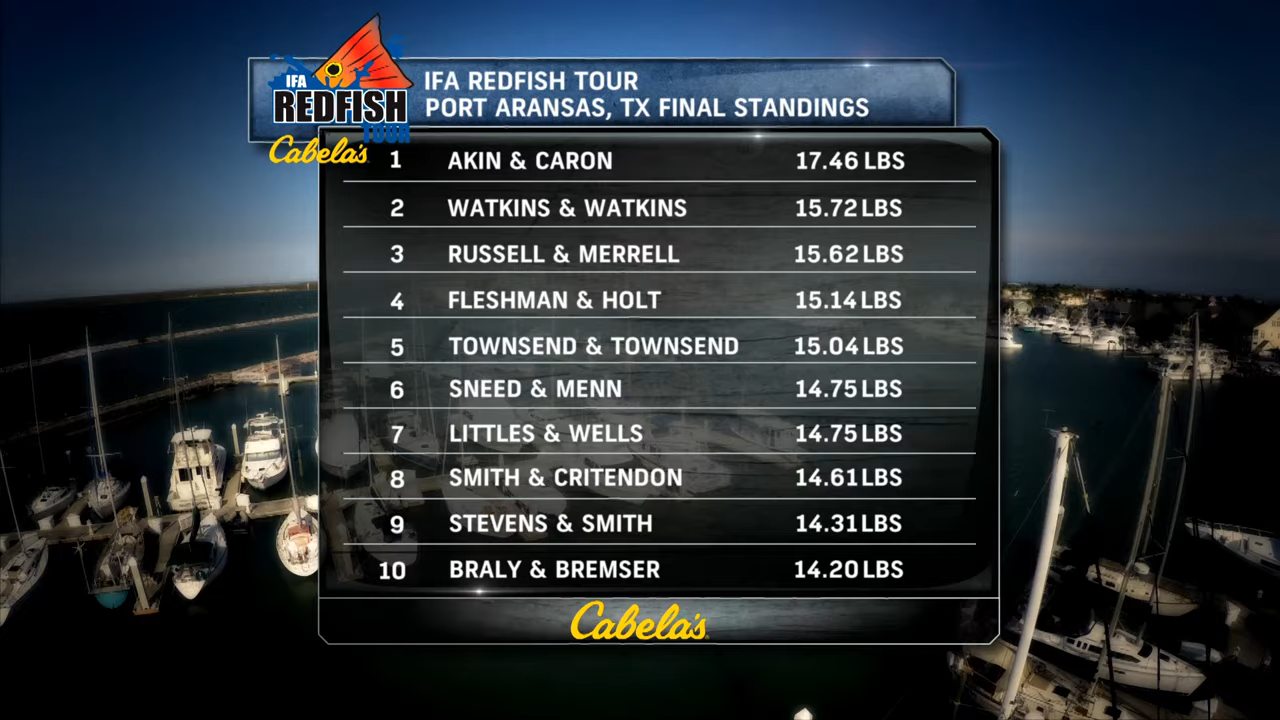 IFA
REDFISH
TOUR
Cabela's
IFA REDFISH TOUR
PORT ARANSAS, TX FINAL STANDINGS
1 AKIN & CARON 17.46 LBS
2 WATKINS & WATKINS 15.72 LBS
3 RUSSELL & MERRELL 15.62 LBS
4 FLESHMAN & HOLT 15.14 LBS
5 TOWNSEND & TOWNSEND 15.04 LBS
6 SNEED & MENN 14.75 LBS
7 LITTLES & WELLS 14.75 LBS
8 SMITH & CRITENDON 14.61 LBS
9 STEVENS & SMITH 14.31 LBS
10 BRALY & BREMSER 14.20 LBS
Cabela's